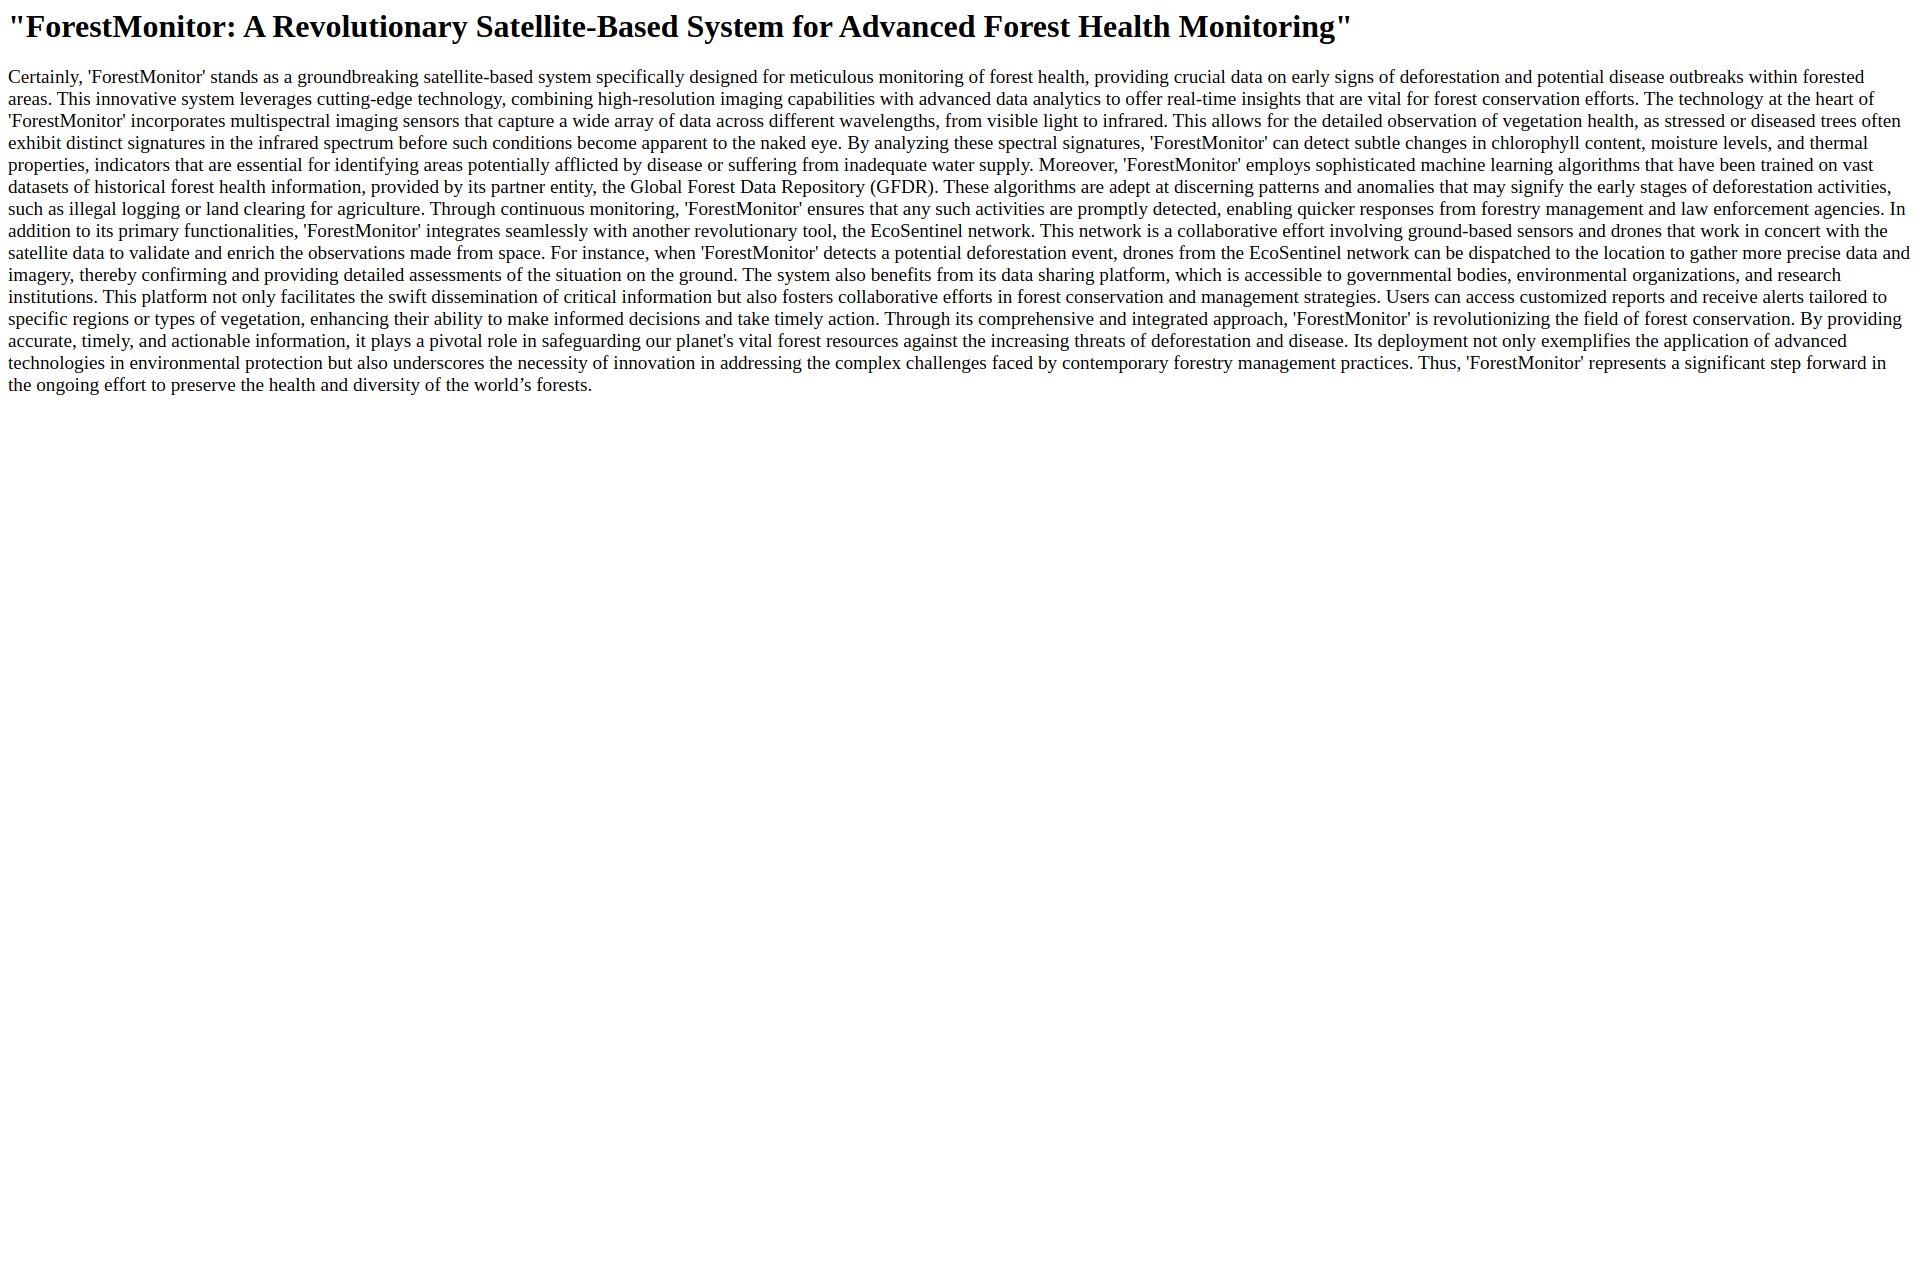 "ForestMonitor: A Revolutionary Satellite-Based System for Advanced Forest Health Monitoring"
Certainly, 'ForestMonitor' stands as a groundbreaking satellite-based system specifically designed for meticulous monitoring of forest health, providing crucial data on early signs of deforestation and potential disease outbreaks within forested
areas. This innovative system leverages cutting-edge technology, combining high-resolution imaging capabilities with advanced data analytics to offer real-time insights that are vital for forest conservation efforts. The technology at the heart of
'ForestMonitor' incorporates multispectral imaging sensors that capture a wide array of data across different wavelengths, from visible light to infrared. This allows for the detailed observation of vegetation health, as stressed or diseased trees often
exhibit distinct signatures in the infrared spectrum before such conditions become apparent to the naked eye. By analyzing these spectral signatures, 'ForestMonitor' can detect subtle changes in chlorophyll content, moisture levels, and thermal
properties, indicators that are essential for identifying areas potentially afflicted by disease or suffering from inadequate water supply. Moreover, 'ForestMonitor' employs sophisticated machine learning algorithms that have been trained on vast
datasets of historical forest health information, provided by its partner entity, the Global Forest Data Repository (GFDR). These algorithms are adept at discerning patterns and anomalies that may signify the early stages of deforestation activities,
such as illegal logging or land clearing for agriculture. Through continuous monitoring, 'ForestMonitor' ensures that any such activities are promptly detected, enabling quicker responses from forestry management and law enforcement agencies. In
addition to its primary functionalities, 'ForestMonitor' integrates seamlessly with another revolutionary tool, the EcoSentinel network. This network is a collaborative effort involving ground-based sensors and drones that work in concert with the
satellite data to validate and enrich the observations made from space. For instance, when 'ForestMonitor' detects a potential deforestation event, drones from the EcoSentinel network can be dispatched to the location to gather more precise data and
imagery, thereby confirming and providing detailed assessments of the situation on the ground. The system also benefits from its data sharing platform, which is accessible to governmental bodies, environmental organizations, and research
institutions. This platform not only facilitates the swift dissemination of critical information but also fosters collaborative efforts in forest conservation and management strategies. Users can access customized reports and receive alerts tailored to
specific regions or types of vegetation, enhancing their ability to make informed decisions and take timely action. Through its comprehensive and integrated approach, 'ForestMonitor' is revolutionizing the field of forest conservation. By providing
accurate, timely, and actionable information, it plays a pivotal role in safeguarding our planet's vital forest resources against the increasing threats of deforestation and disease. Its deployment not only exemplifies the application of advanced
technologies in environmental protection but also underscores the necessity of innovation in addressing the complex challenges faced by contemporary forestry management practices. Thus, 'ForestMonitor' represents a significant step forward in
the ongoing effort to preserve the health and diversity of the world’s forests.